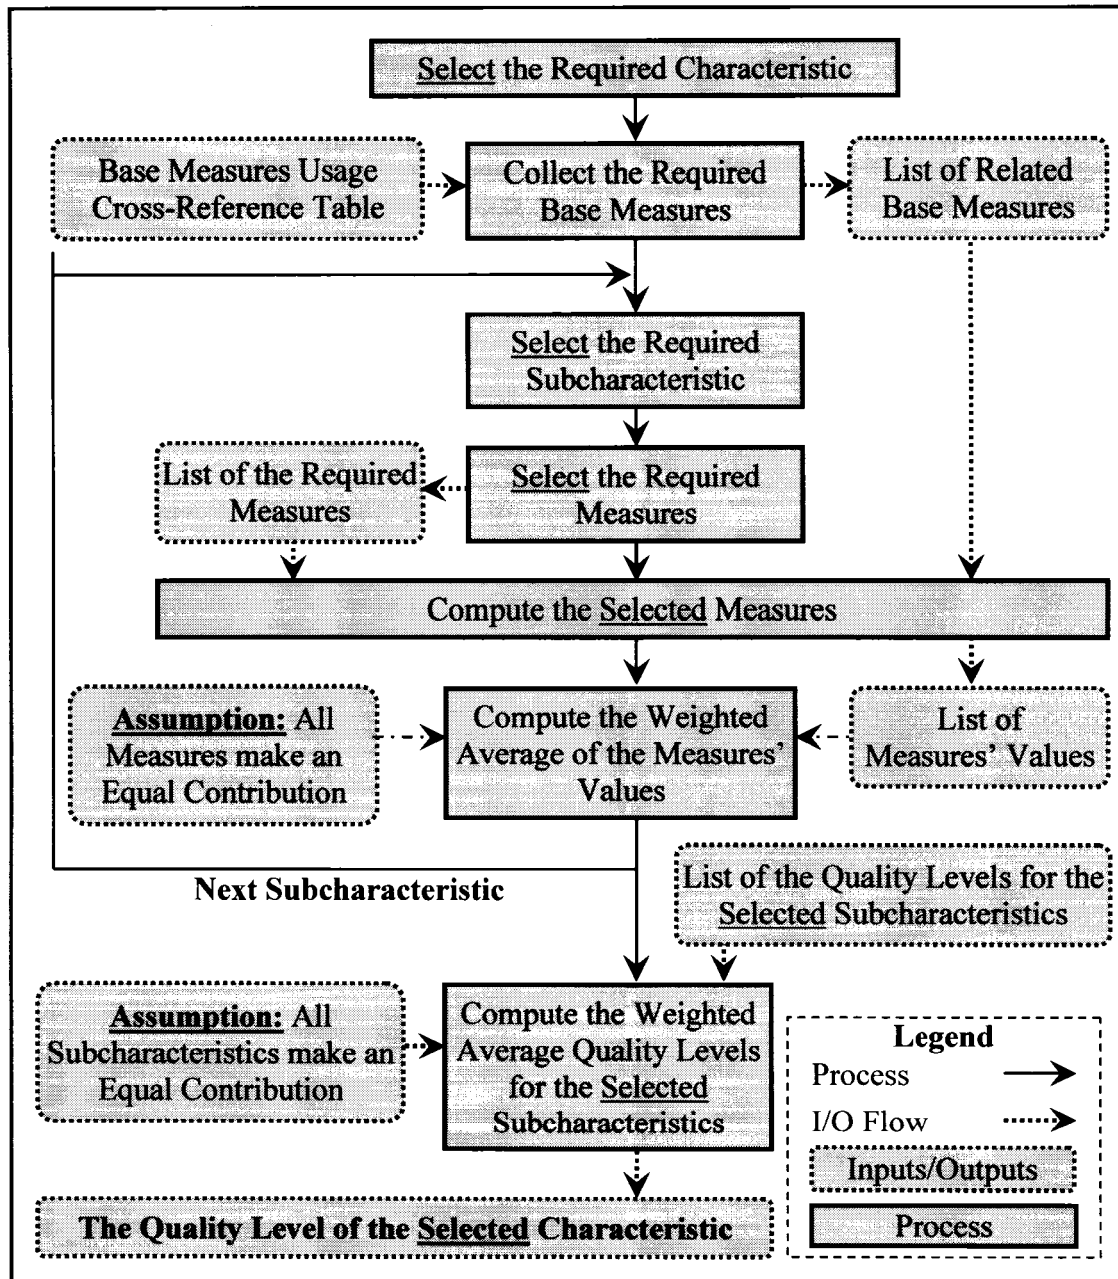 Select the Required Characteristic
Base Measures Usage
Cross-Reference Table
Collect the Required
Base Measures
List of Related
Base Measures
Select the Required
Subcharacteristic
List of the Required
Measures
Select the Required
Measures
Compute the Selected Measures
Assumption: All
Measures make an
Equal Contribution
Compute the Weighted
Average of the Measures'
Values
List of
Measures' Values
Next Subcharacteristic
List of the Quality Levels for the
Selected Subcharacteristics
Assumption: All
Subcharacteristics make an
Equal Contribution
Compute the Weighted
Average Quality Levels
for the Selected
Subcharacteristics
Legend
Process
I/O Flow
Inputs/Outputs
Process
The Quality Level of the Selected Characteristic